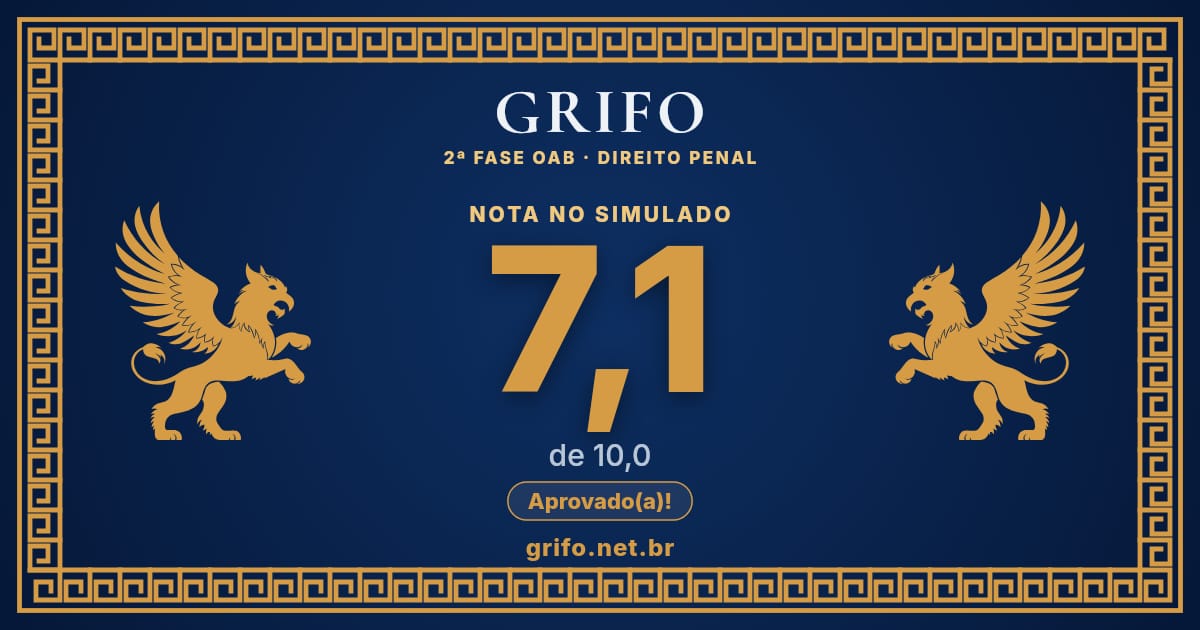 GRIFO
2ª FASE OAB · DIREITO PENAL
NOTA NO SIMULADO
7,1
de 10,0
Aprovado(a)!
grifo.net.br